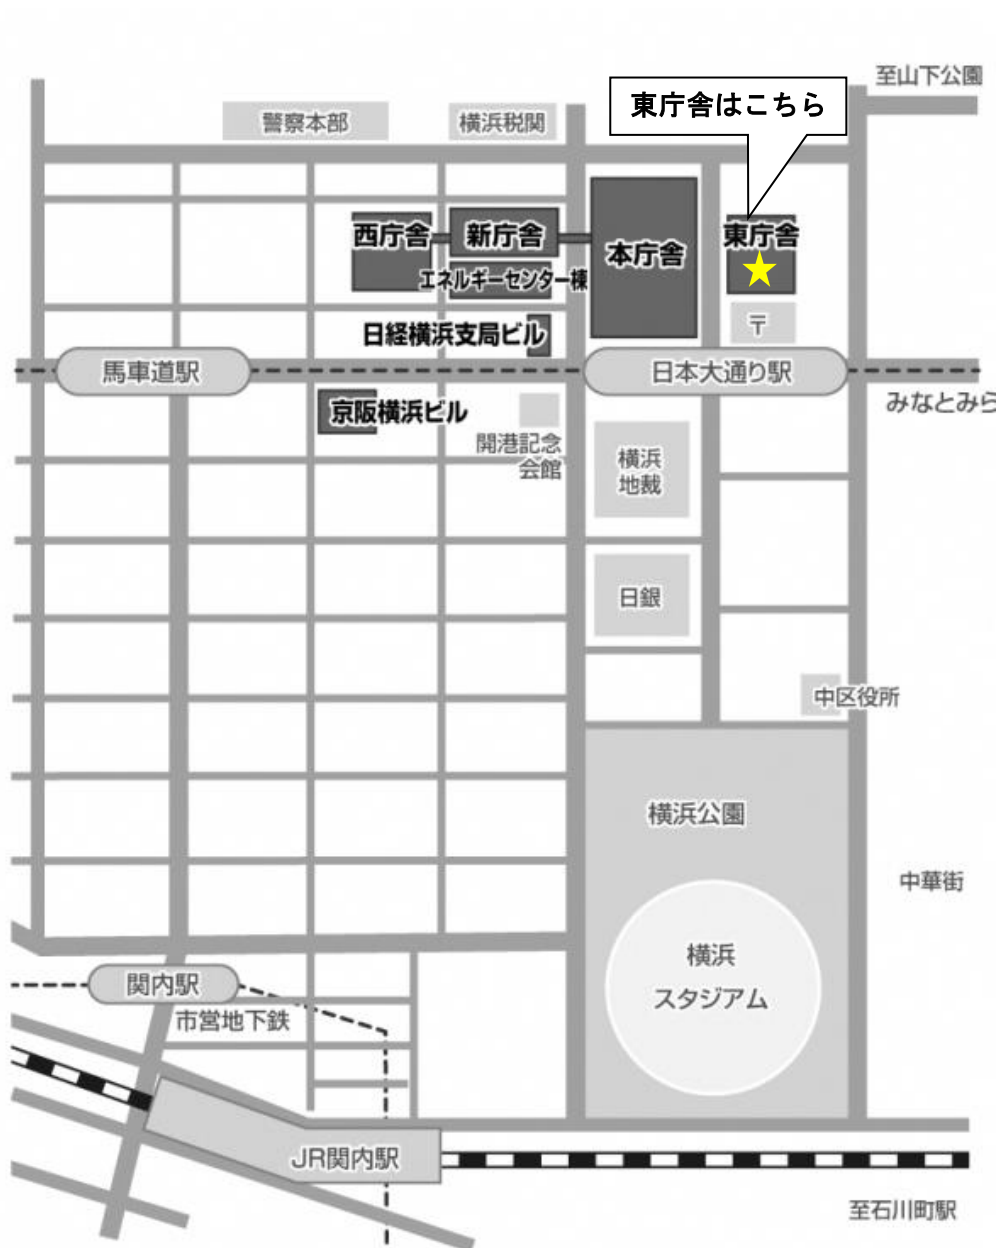 至山下公園
東庁舎はこちら
警察本部
横浜税関
西庁舎
新庁舎
本庁舎
東庁舎
エネルギーセンター棟
〒
日経横浜支局ビル
馬車道駅
日本大通り駅
みなとみら
京阪横浜ビル
開港記念
会館
横浜
地裁
日銀
中区役所
横浜公園
中華街
横浜
スタジアム
関内駅
市営地下鉄
JR関内駅
至石川町駅